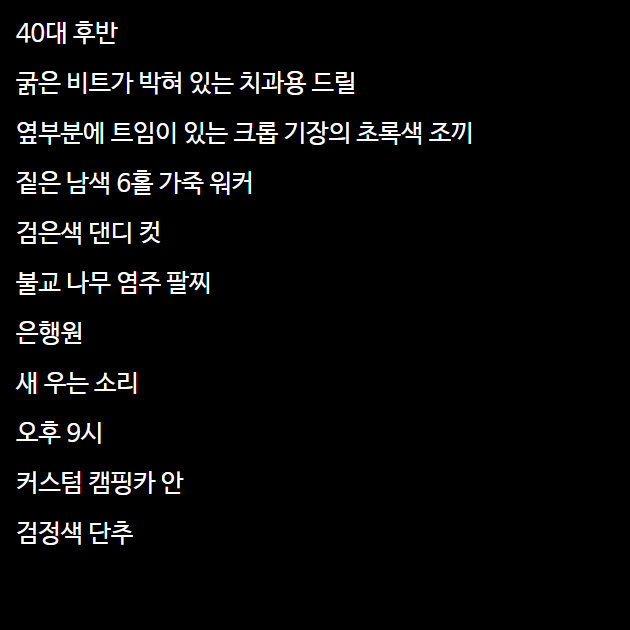 40대 후반
굵은 비트가 박혀 있는 치과용 드릴
옆부분에 트임이 있는 크롭 기장의 초록색 조끼
짙은 남색 6홀 가죽 워커
검은색 댄디 컷
불교 나무 염주 팔찌
은행원
새 우는 소리
오후 9시
커스텀 캠핑카 안
검정색 단추